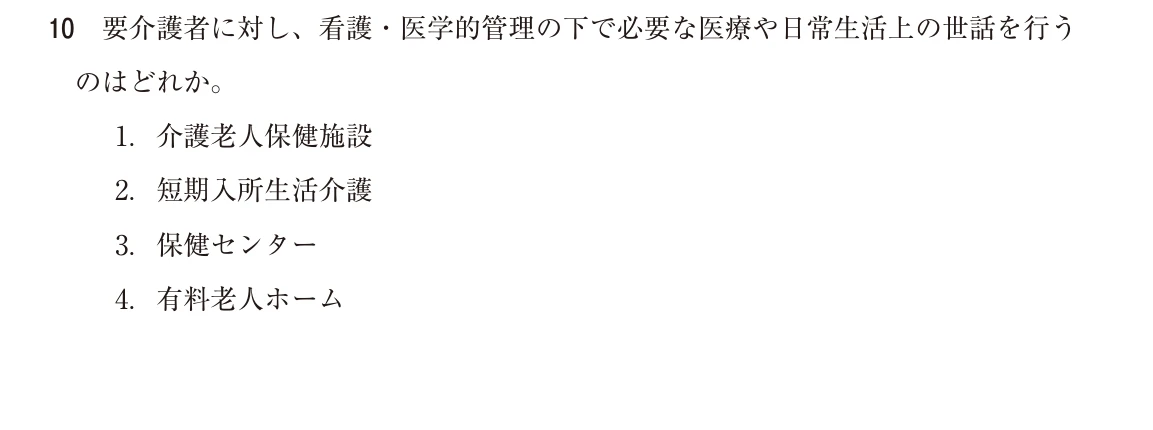 10 要介護者に対し、看護・医学的管理の下で必要な医療や日常生活上の世話を行う
のはどれか。
1. 介護老人保健施設
2. 短期入所生活介護
3. 保健センター
4. 有料老人ホーム